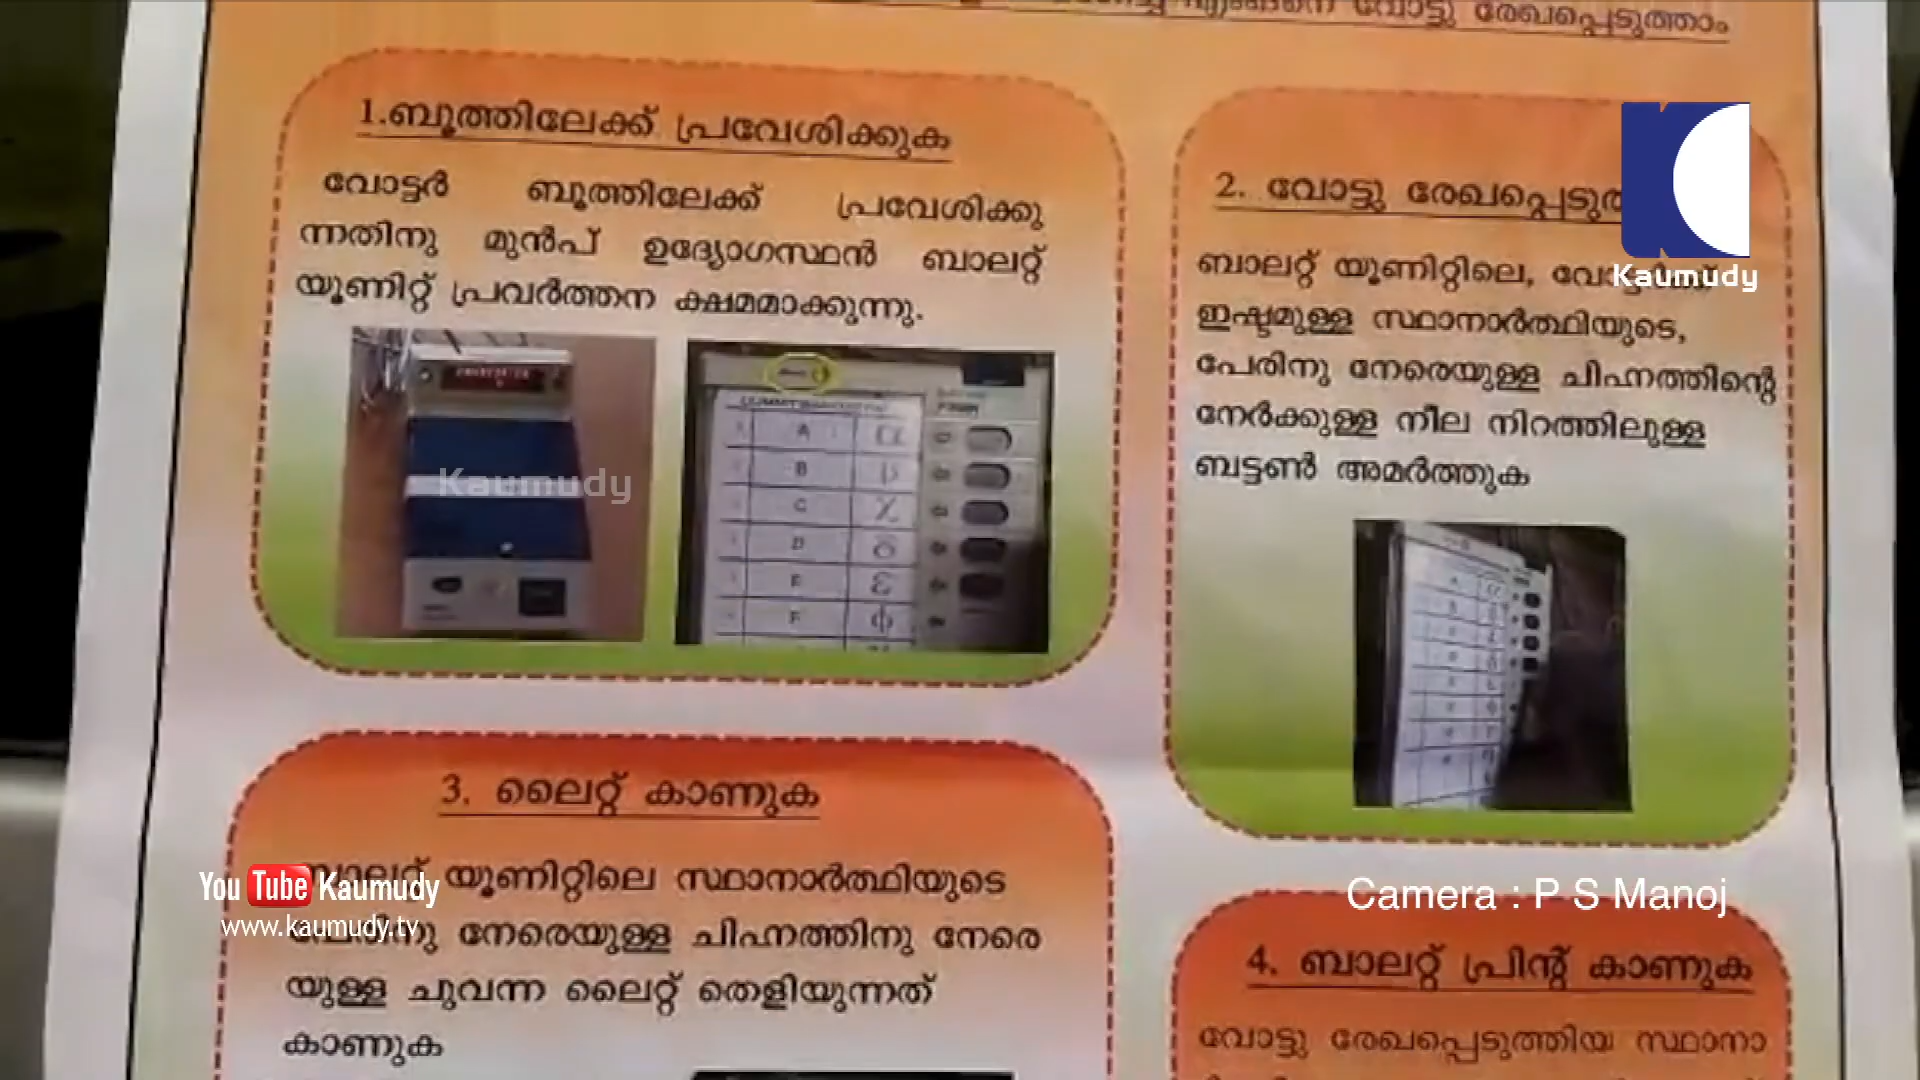 വോട്ടു രേഖപ്പെടുത്താം
1.ബൂത്തിലേക്ക് പ്രവേശിക്കുക
വോട്ടർ ബൂത്തിലേക്ക് പ്രവേശിക്കു
ന്നതിനു മുൻപ് ഉദ്യോഗസ്ഥൻ ബാലറ്റ്
യൂണിറ്റ് പ്രവർത്തന ക്ഷമമാക്കുന്നു.
A
B
C
D
E
F
Kaumudy
2. വോട്ടു
ബാലറ്റ് യൂണിറ്റിലെ,
ഇഷ്ടമുള്ള സ്ഥാനാർത്ഥിയുടെ,
പേരിനു നേരെയുള്ള ചിഹ്നത്തിന്റെ
നേർക്കുള്ള നീല നിറത്തിലുള്ള
ബട്ടൺ അമർത്തുക
Kaumudy
3. ലൈറ്റ് കാണുക
യൂണിറ്റിലെ സ്ഥാനാർത്ഥിയുടെ
പേരിനു നേരെയുള്ള ചിഹ്നത്തിനു നേരെ
യുള്ള ചുവന്ന ലൈറ്റ് തെളിയുന്നത്
കാണുക
You Tube Kaumudy
www.kaumudy.tv
Camera : P S Manoj
4. ബാലറ്റ് പ്രിന്റ് കാണുക
വോട്ടു രേഖപ്പെടുത്തിയ സ്ഥാനാ